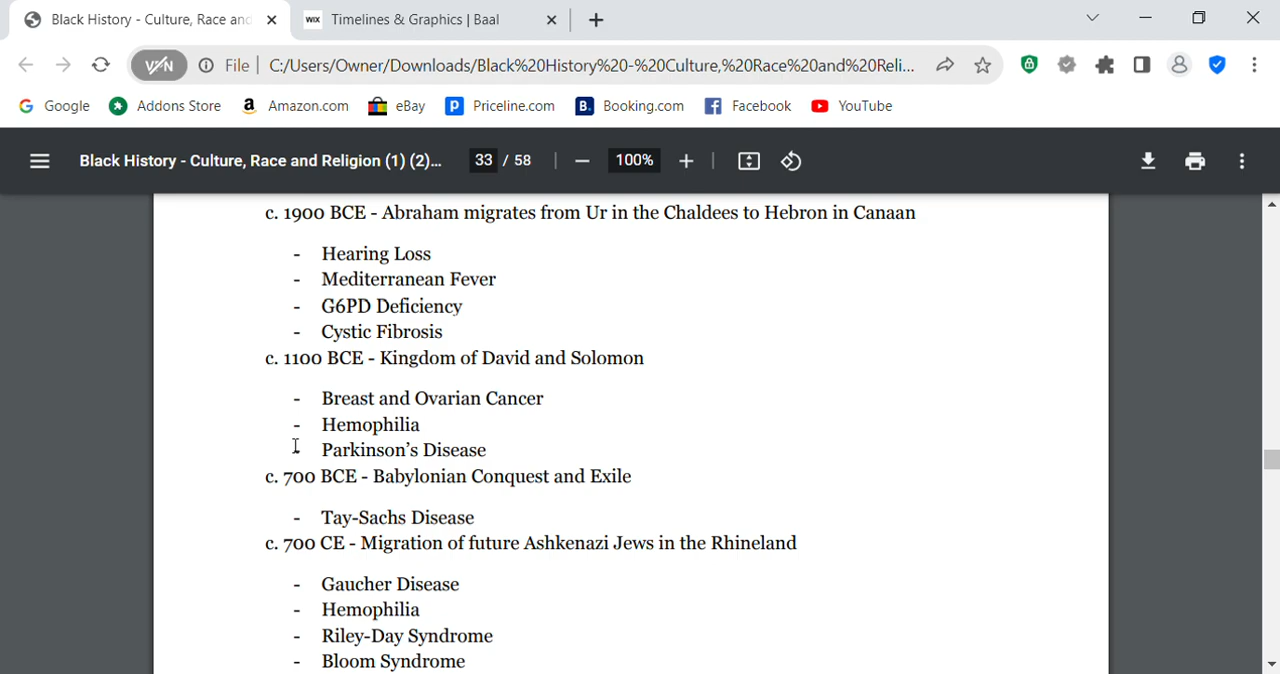 Black History - Culture, Race and
WIX Timelines & Graphics | Baal
VPN File C:/Users/Owner/Downloads/Black%20History%20-%20Culture,%20Race%20and%20Reli...
Google Addons Store Amazon.com eBay Priceline.com Booking.com Facebook YouTube
Black History - Culture, Race and Religion (1) (2)... 33 / 58 — 100% +
c. 1900 BCE - Abraham migrates from Ur in the Chaldees to Hebron in Canaan
- Hearing Loss
- Mediterranean Fever
- G6PD Deficiency
- Cystic Fibrosis
c. 1100 BCE - Kingdom of David and Solomon
- Breast and Ovarian Cancer
- Hemophilia
- Parkinson's Disease
c. 700 BCE - Babylonian Conquest and Exile
- Tay-Sachs Disease
c. 700 CE - Migration of future Ashkenazi Jews in the Rhineland
- Gaucher Disease
- Hemophilia
- Riley-Day Syndrome
- Bloom Syndrome